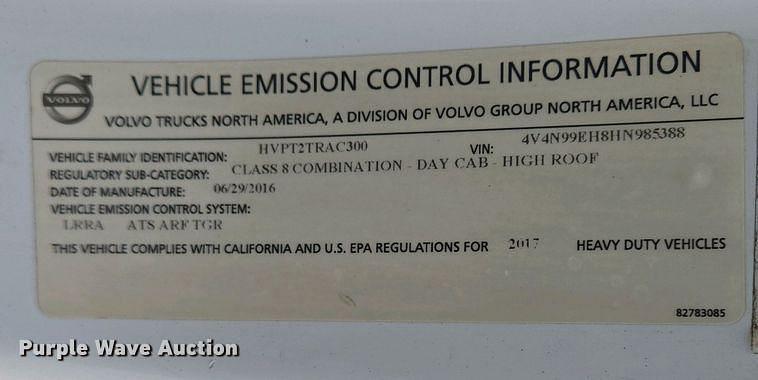 VOLVO
VEHICLE EMISSION CONTROL INFORMATION
VOLVO TRUCKS NORTH AMERICA, A DIVISION OF VOLVO GROUP NORTH AMERICA, LLC
VEHICLE FAMILY IDENTIFICATION: HVPT2TRAC300 VIN: 4V4N99EH8HN985388
REGULATORY SUB-CATEGORY: CLASS 8 COMBINATION - DAY CAB - HIGH ROOF
DATE OF MANUFACTURE: 06/29/2016
VEHICLE EMISSION CONTROL SYSTEM:
LRRA ATS ARF TGR
THIS VEHICLE COMPLIES WITH CALIFORNIA AND U.S. EPA REGULATIONS FOR 2017 HEAVY DUTY VEHICLES
82783085
Purple Wave Auction